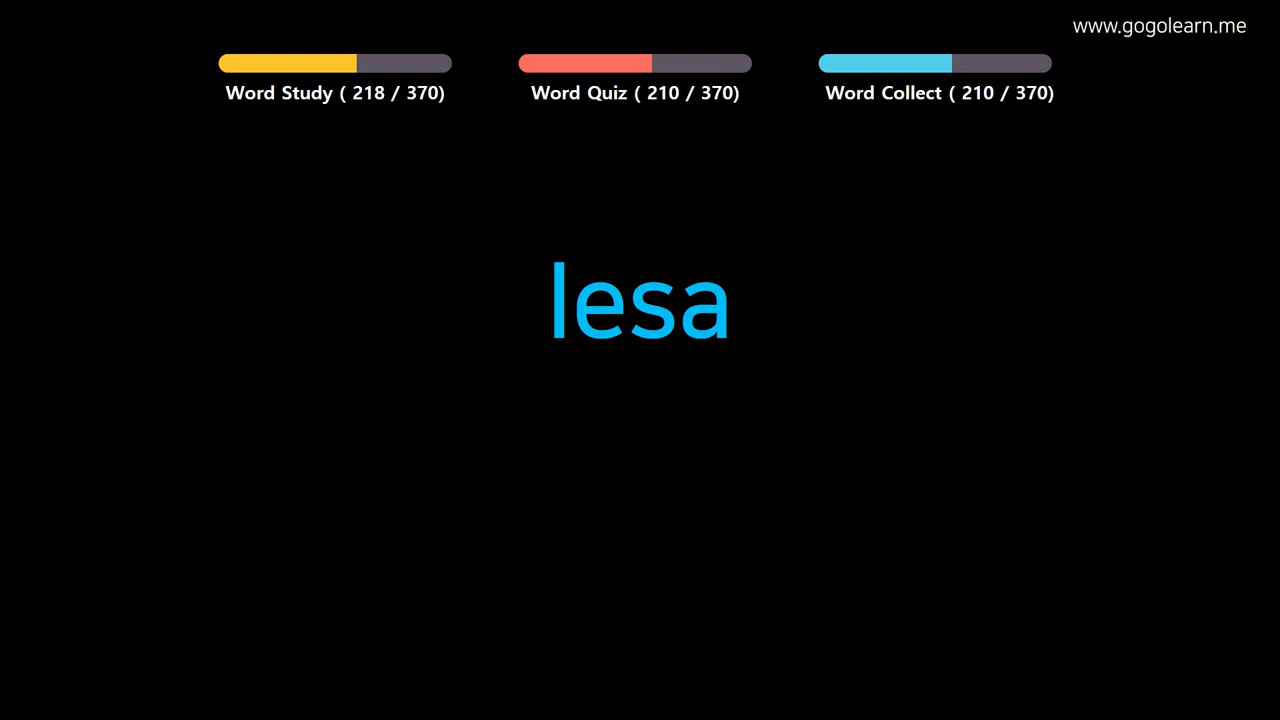 www.gogolearn.me
Word Study ( 218 / 370)
Word Quiz ( 210 / 370)
Word Collect ( 210 / 370)
lesa